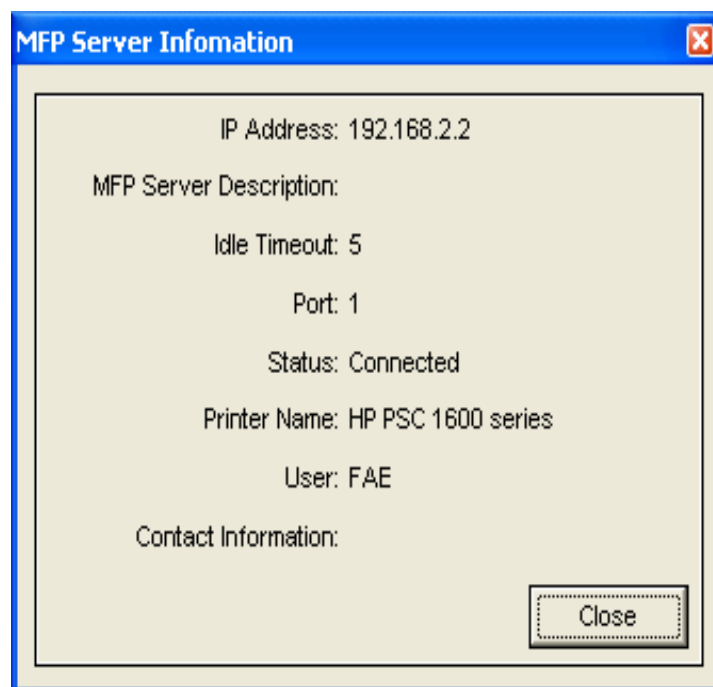 MFP Server Infomation
IP Address: 192.168.2.2
MFP Server Description:
Idle Timeout: 5
Port: 1
Status: Connected
Printer Name: HP PSC 1600 series
User: FAE
Contact Information:
Close